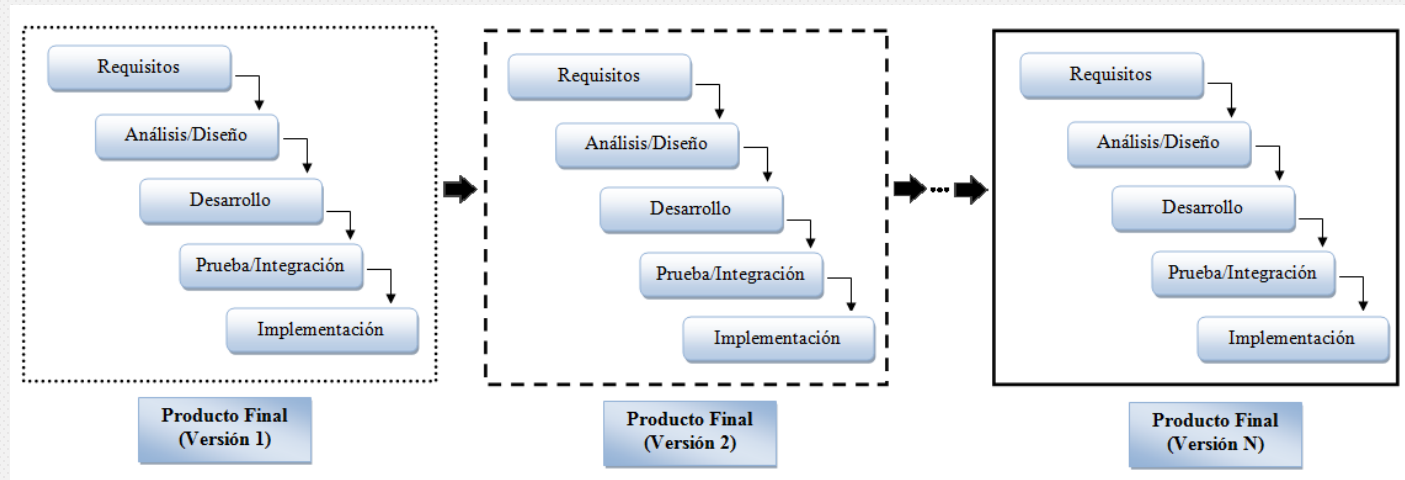 Requisitos
Análisis/Diseño
Desarrollo
Prueba/Integración
Implementación
Producto Final
(Versión 1)
Requisitos
Análisis/Diseño
Desarrollo
Prueba/Integración
Implementación
Producto Final
(Versión 2)
...
Requisitos
Análisis/Diseño
Desarrollo
Prueba/Integración
Implementación
Producto Final
(Versión N)